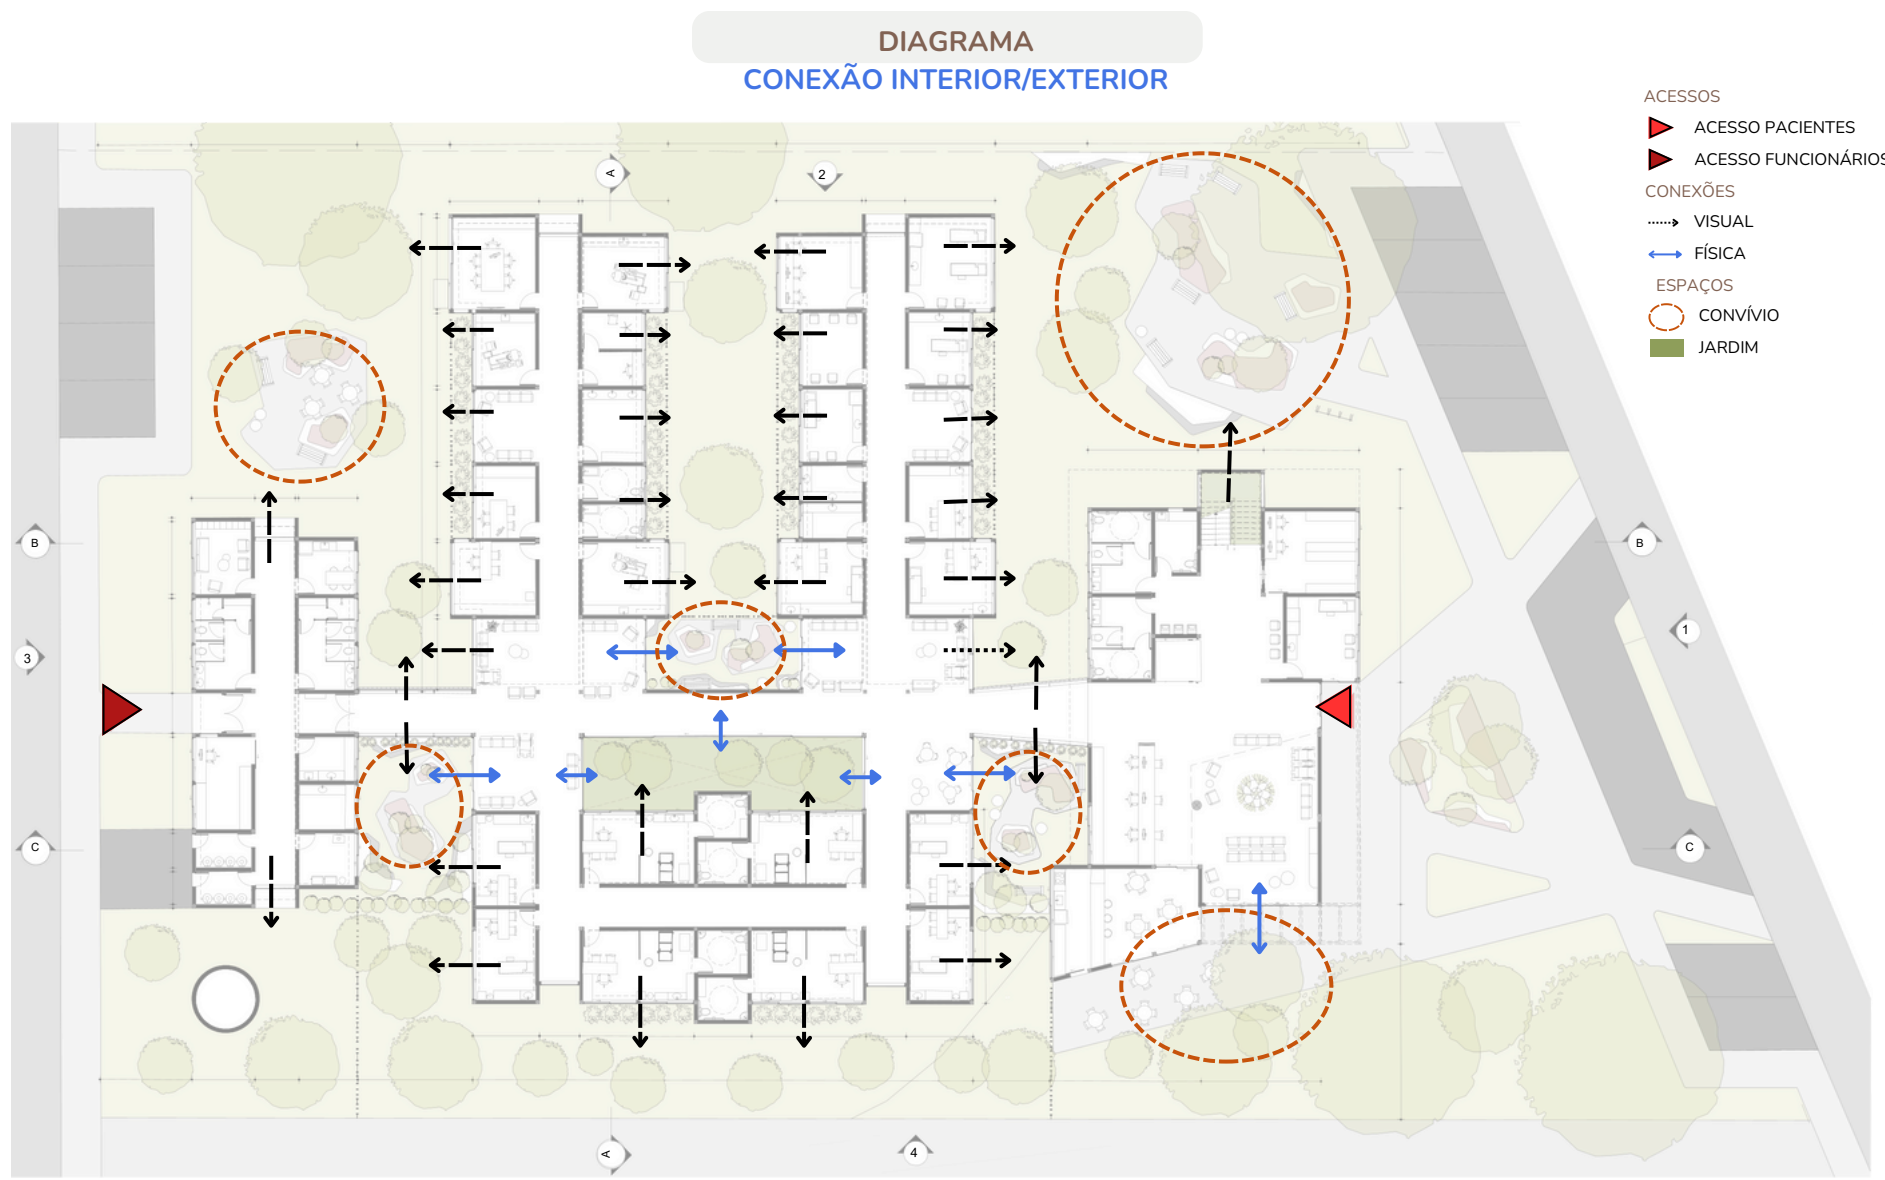 DIAGRAMA
CONEXÃO INTERIOR/EXTERIOR
ACESSOS
ACESSO PACIENTES
ACESSO FUNCIONÁRIOS
CONEXÕES
VISUAL
FÍSICA
ESPAÇOS
CONVÍVIO
JARDIM
A
2
B
B
1
3
C
C
A
4